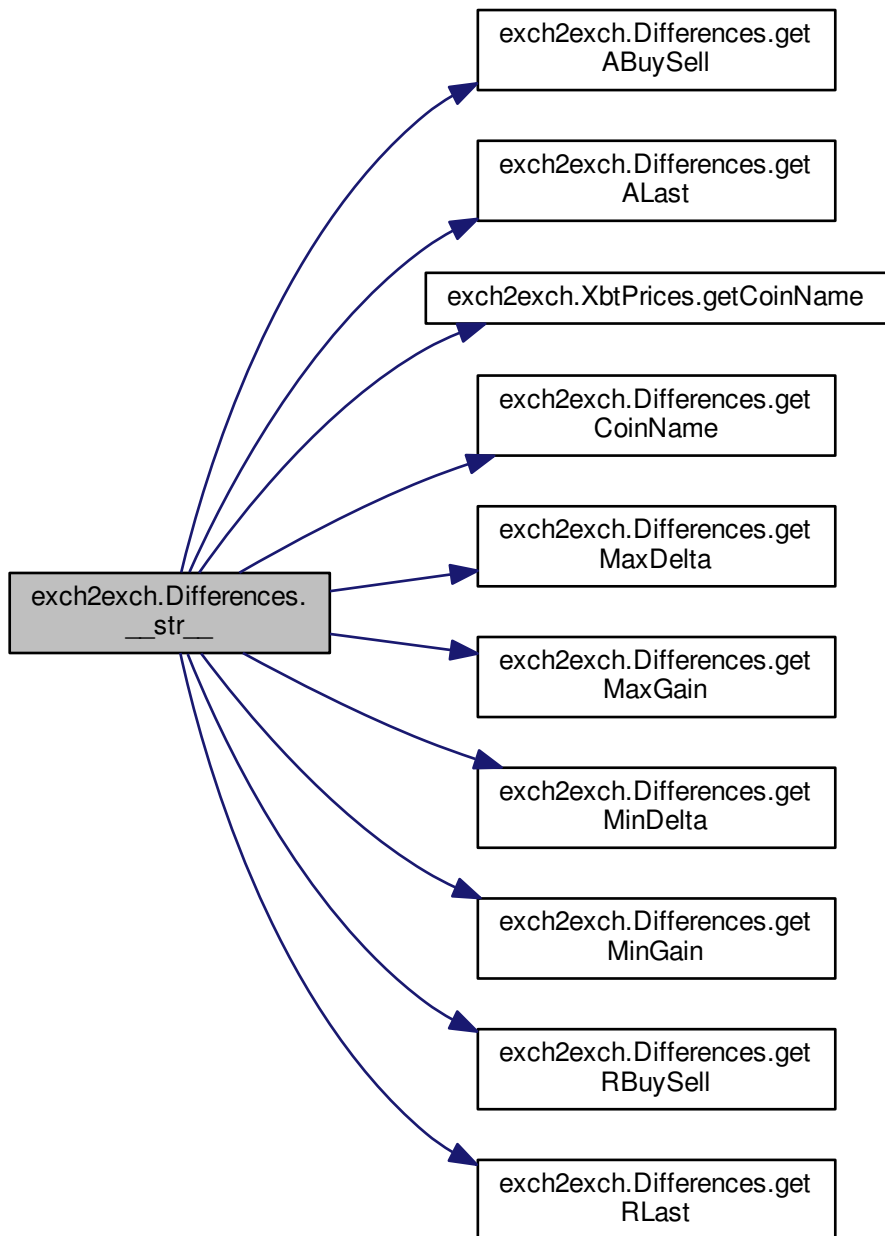 exch2exch.Differences.get
ABuySell
exch2exch.Differences.get
ALast
exch2exch.XbtPrices.getCoinName
exch2exch.Differences.get
CoinName
exch2exch.Differences.get
MaxDelta
exch2exch.Differences.
__str__
exch2exch.Differences.get
MaxGain
exch2exch.Differences.get
MinDelta
exch2exch.Differences.get
MinGain
exch2exch.Differences.get
RBuySell
exch2exch.Differences.get
RLast